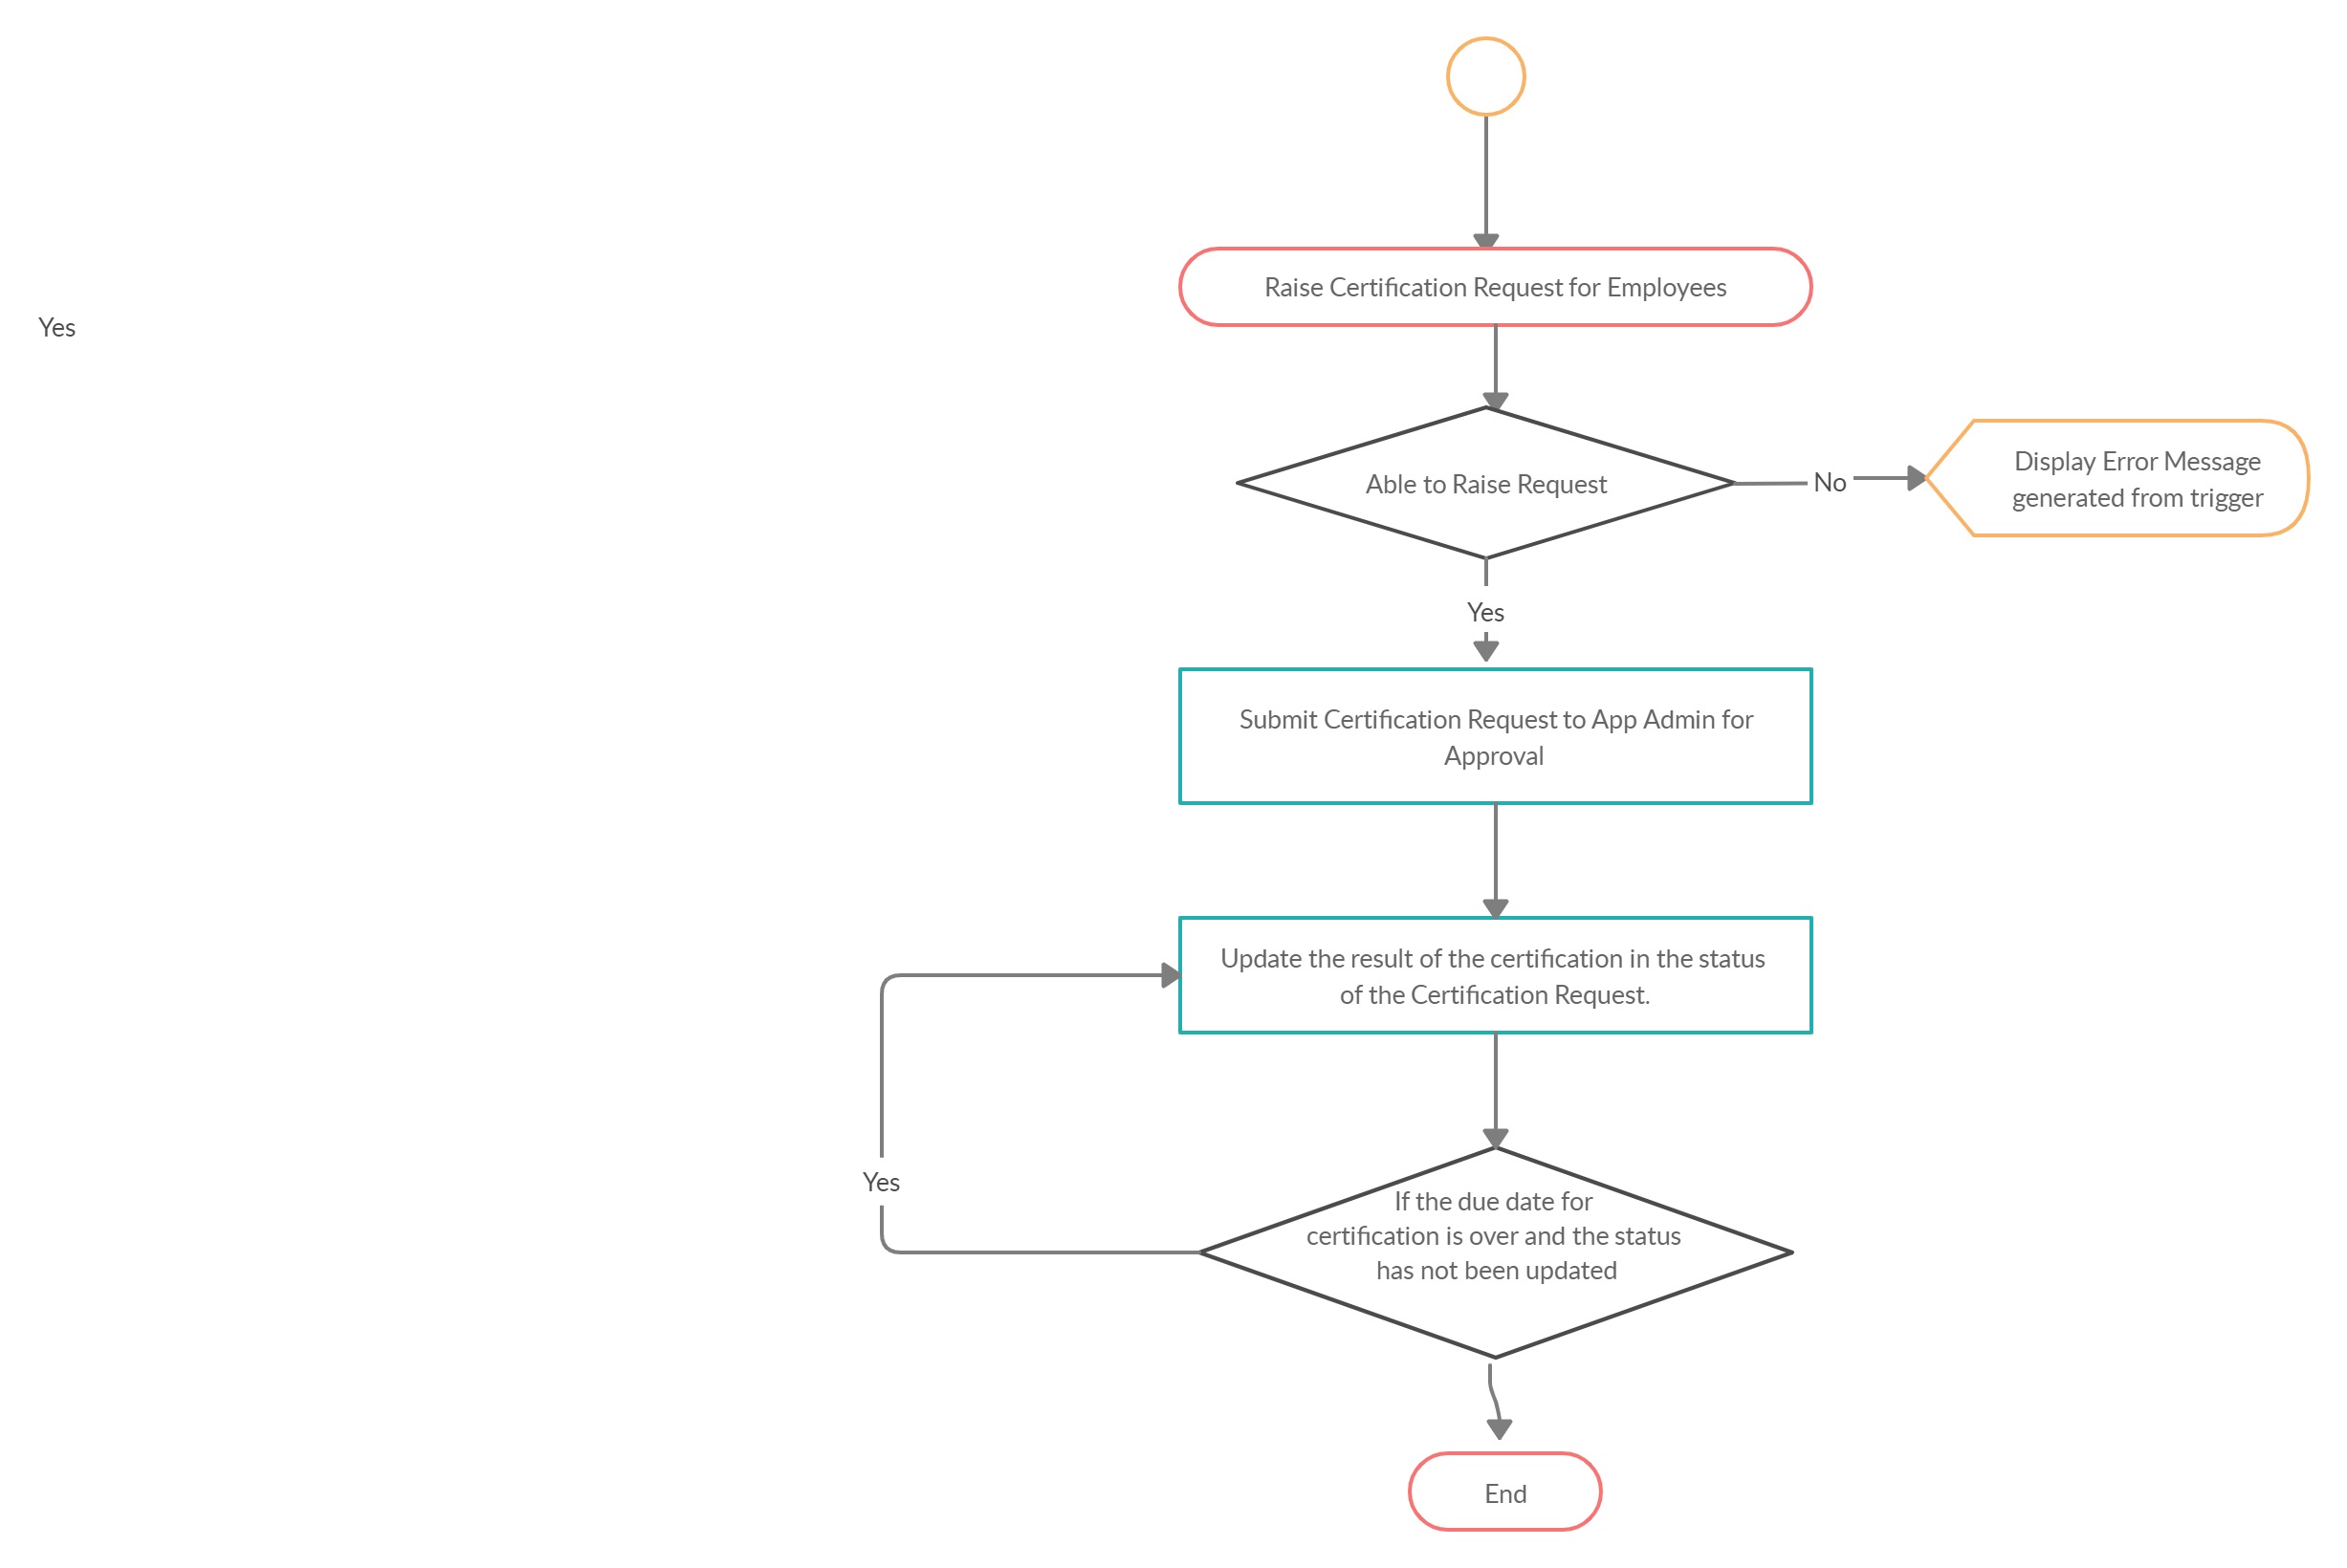 Raise Certification Request for Employees
Yes
Able to Raise Request
No
Display Error Message
generated from trigger
Yes
Submit Certification Request to App Admin for
Approval
Update the result of the certification in the status
of the Certification Request.
Yes
If the due date for
certification is over and the status
has not been updated
End